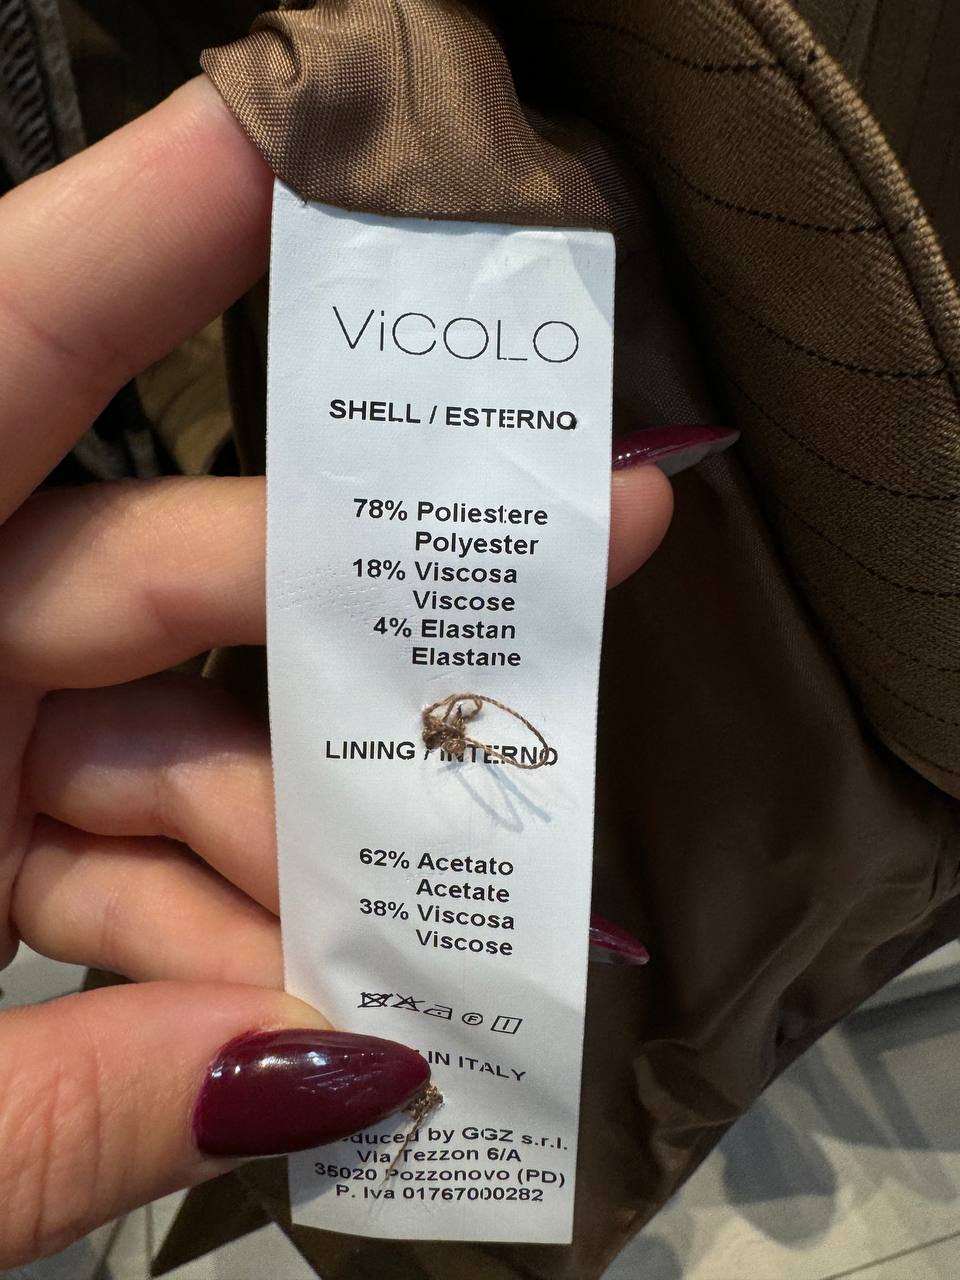 ViCOLO
SHELL / ESTERNO
78% Poliestere
Polyester
18% Viscosa
Viscose
4% Elastan
Elastane
LINING / INTERNO
62% Acetato
Acetate
38% Viscosa
Viscose
IN ITALY
by GGZ s.r.l.
Via Tezzon 6/A
35020 Pozzonovo (PD)
P. Iva 01767000282